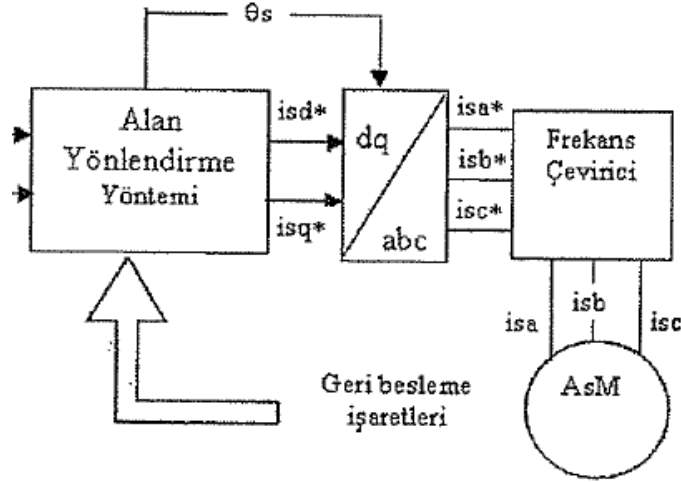 θs
Alan
Yönlendirme
Yöntemi
isd*
isq*
dq
abc
isa*
isb*
isc*
Frekans
Çevirici
isa
isb
isc
AsM
Geri besleme
işaretleri